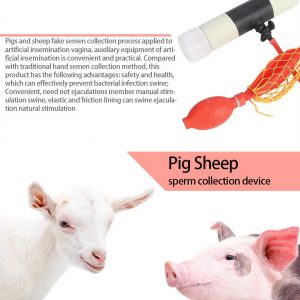 Pigs and sheep fake semen collection process applied to
artificial insemination vagina, auxiliary equipment of art-
ificial insemination is convenient and practical. Compared
with traditional hand semen collection method, this
product has the following advantages: safety and health,
which can effectively prevent bacterial infection swine;
Convenient, need not ejaculations member manual stim-
ulation swine, elastic and friction lining can swine ejacula-
tion natural stimulation
Pig Sheep
sperm collection device